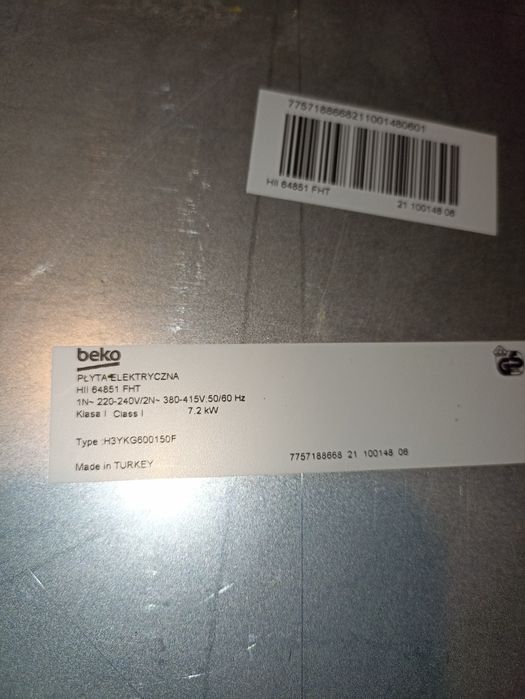 7757188668211001480601
HII 64851 FHT
21 100148 06
beko
PŁYTA ELEKTRYCZNA
HII 64851 FHT
1N~ 220-240V/2N~ 380-415V;50/60 Hz
Klasa I Class I 7.2 kW
Type :H3YKG600150F
Made in TURKEY
7757188668 21 100148 06